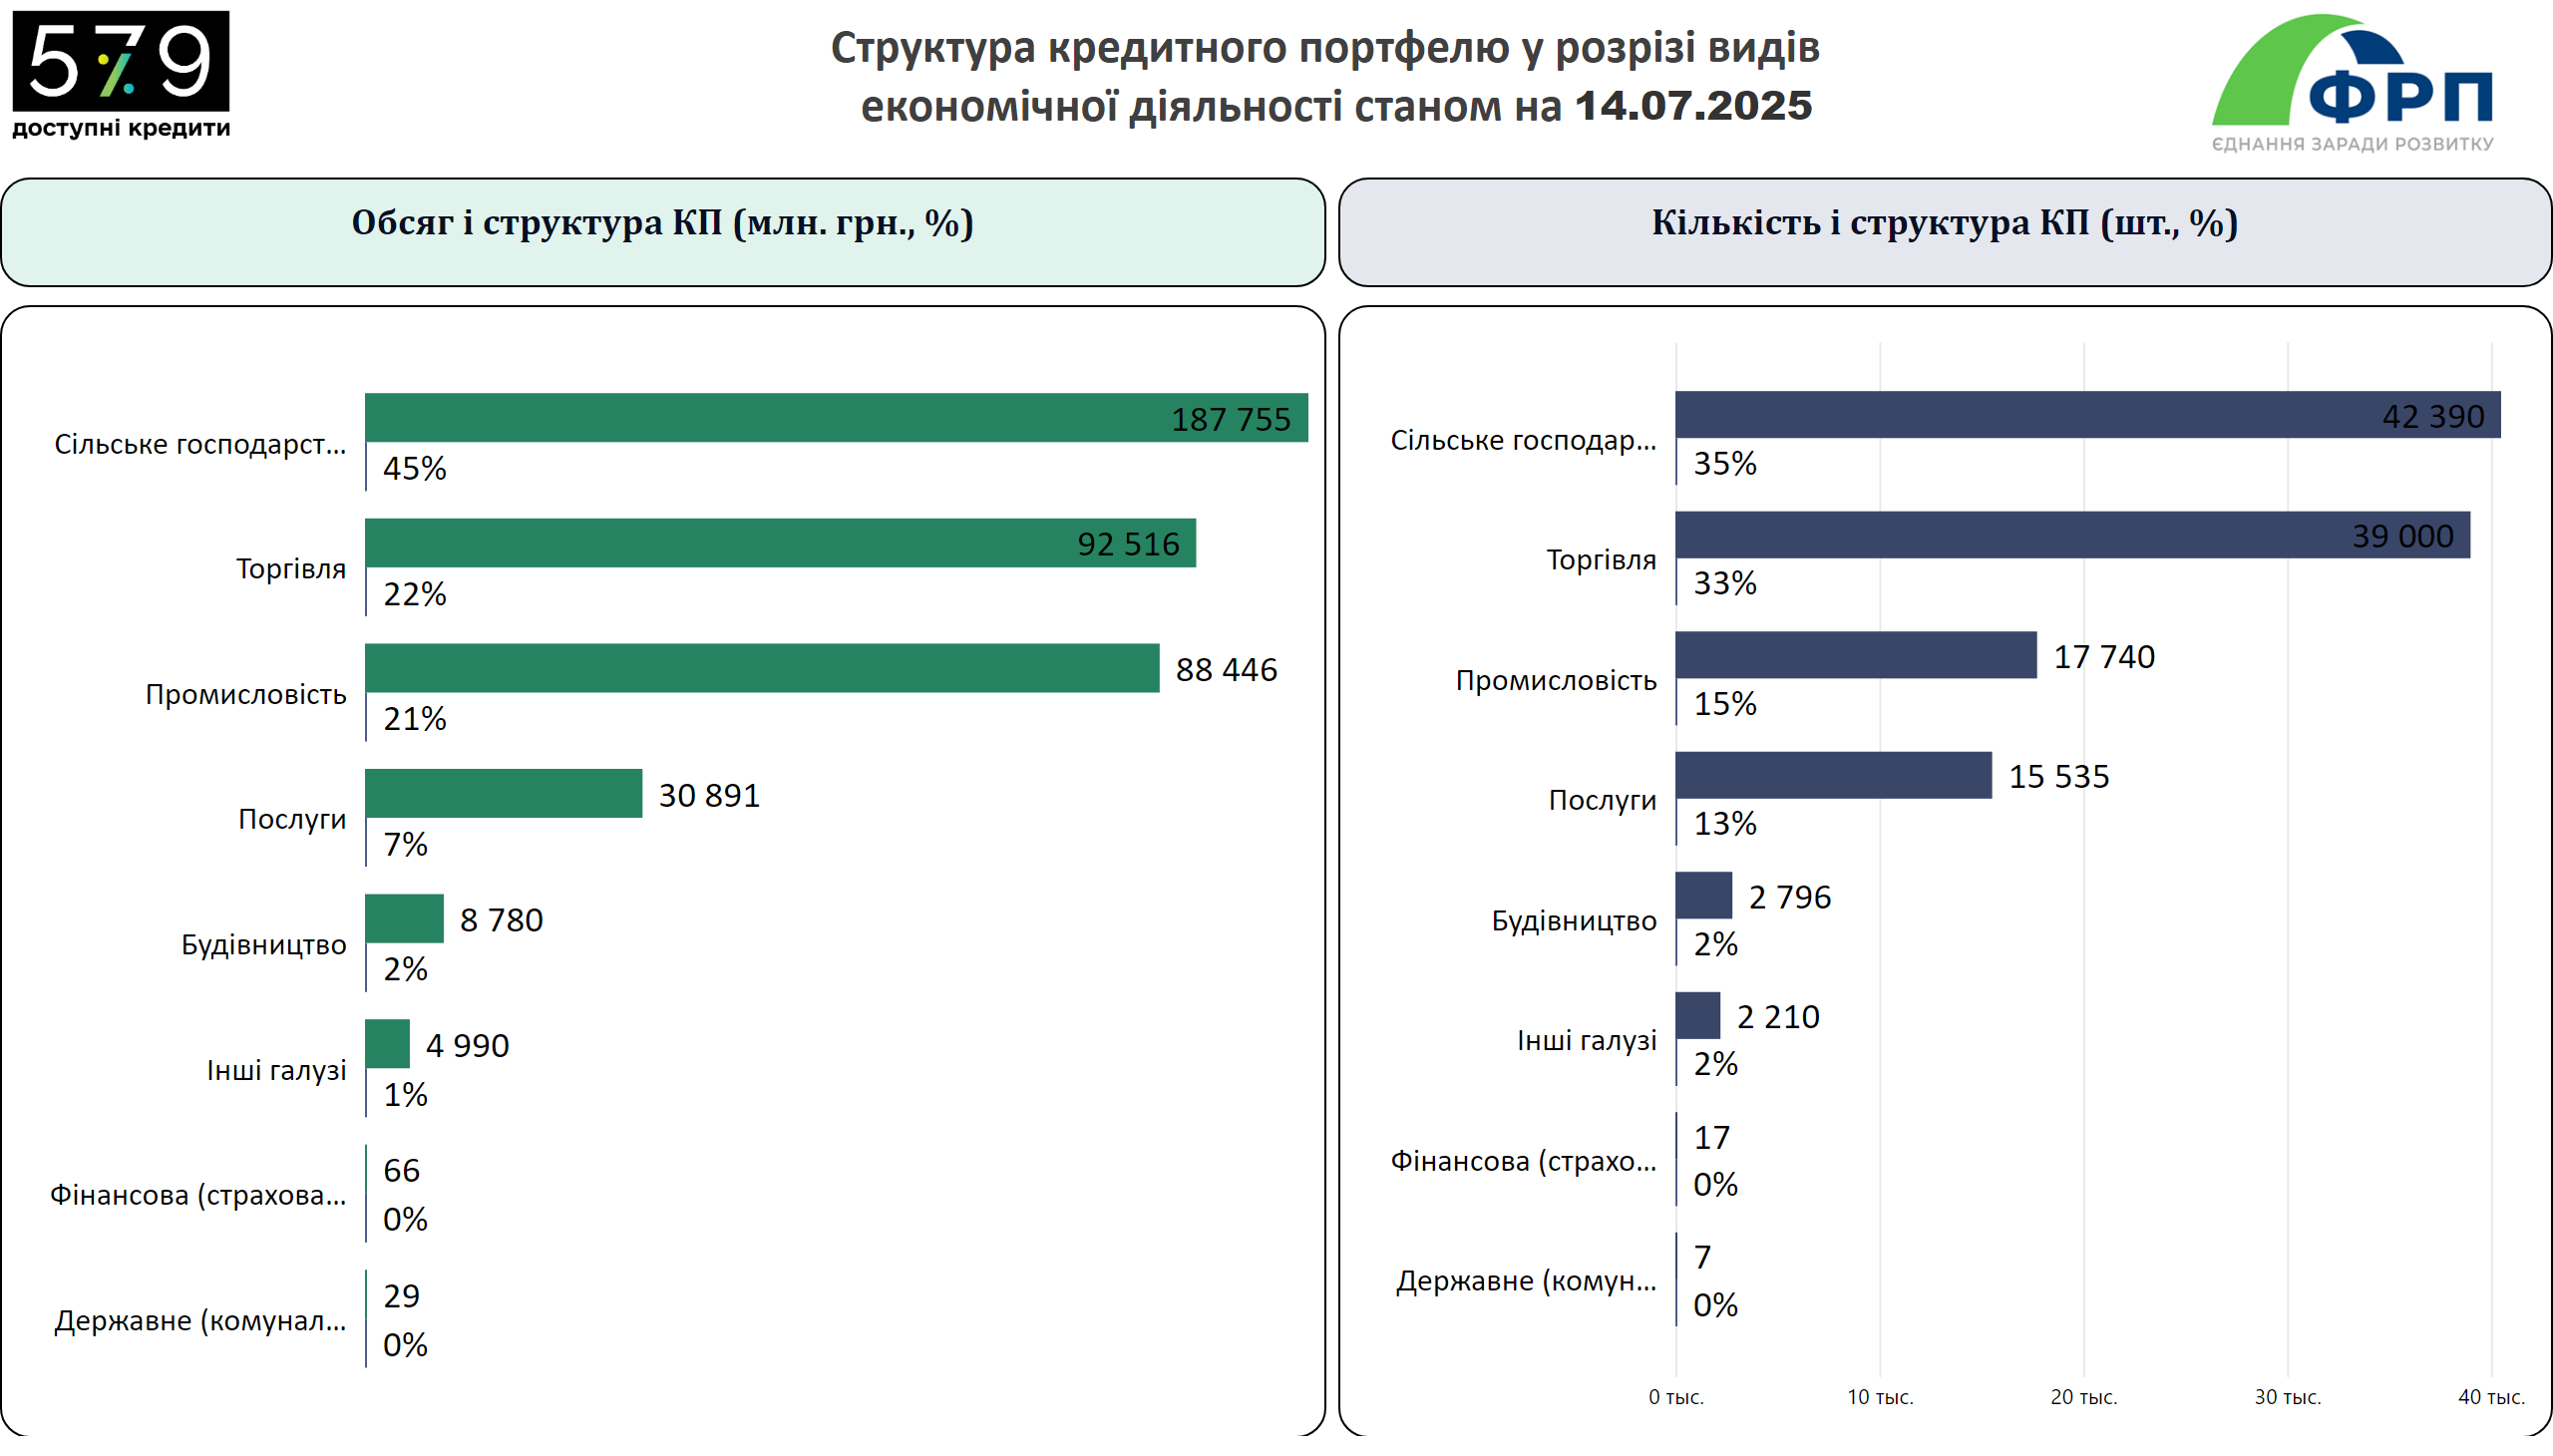 5%9
доступні кредити
Структура кредитного портфелю у розрізі видів
економічної діяльності станом на 14.07.2025
ФРП
ЄДНАННЯ ЗАРАДИ РОЗВИТКУ
Обсяг і структура КП (млн. грн., %)
Сільське господарст...
187 755
45%
Торгівля
92 516
22%
Промисловість
88 446
21%
Послуги
30 891
7%
Будівництво
8 780
2%
Інші галузі
4 990
1%
Фінансова (страхова...
66
0%
Державне (комунал...
29
0%
Кількість і структура КП (шт., %)
Сільське господар...
42 390
35%
Торгівля
39 000
33%
Промисловість
17 740
15%
Послуги
15 535
13%
Будівництво
2 796
2%
Інші галузі
2 210
2%
Фінансова (страхо...
17
0%
Державне (комун...
7
0%
0 тыс. 10 тыс. 20 тыс. 30 тыс. 40 тыс.